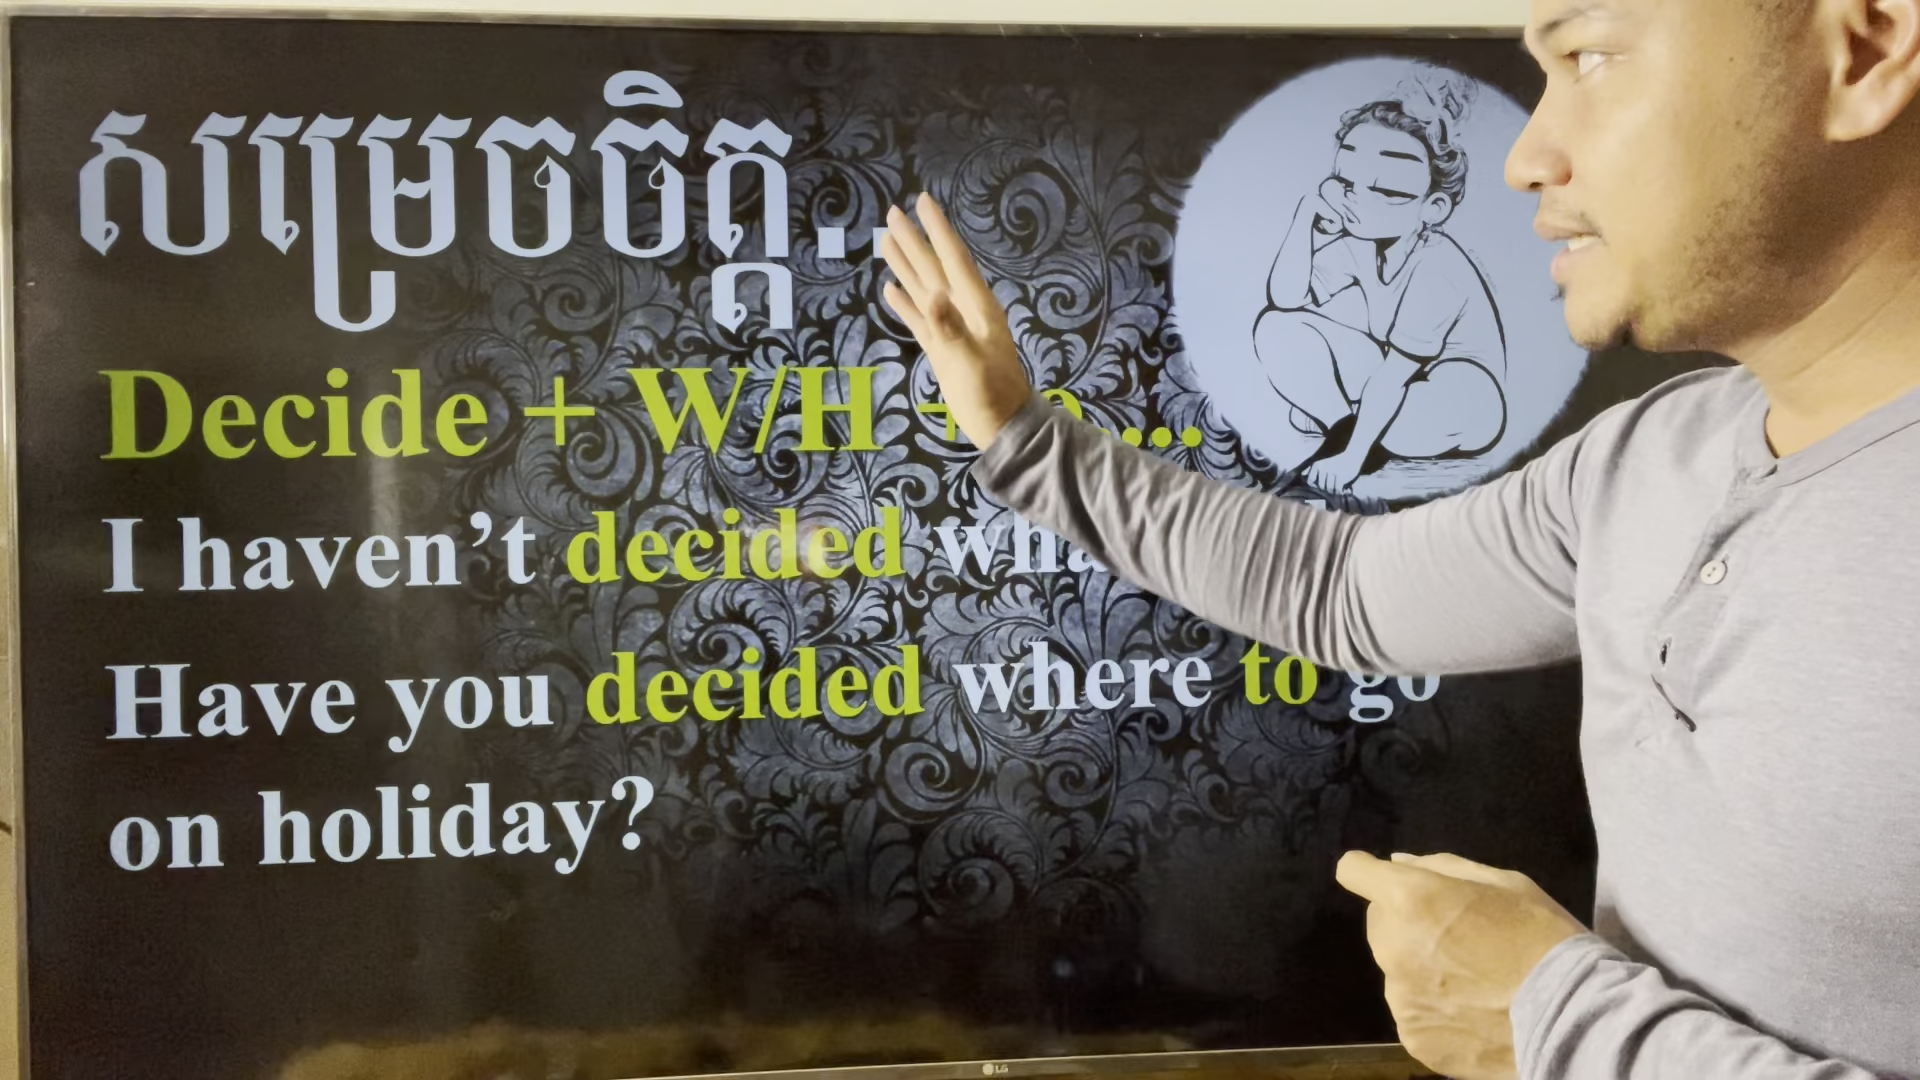 សម្រេចចិត្ត..
Decide + W/H +
I haven’t decided
Have you decided where to go
on holiday?
LG